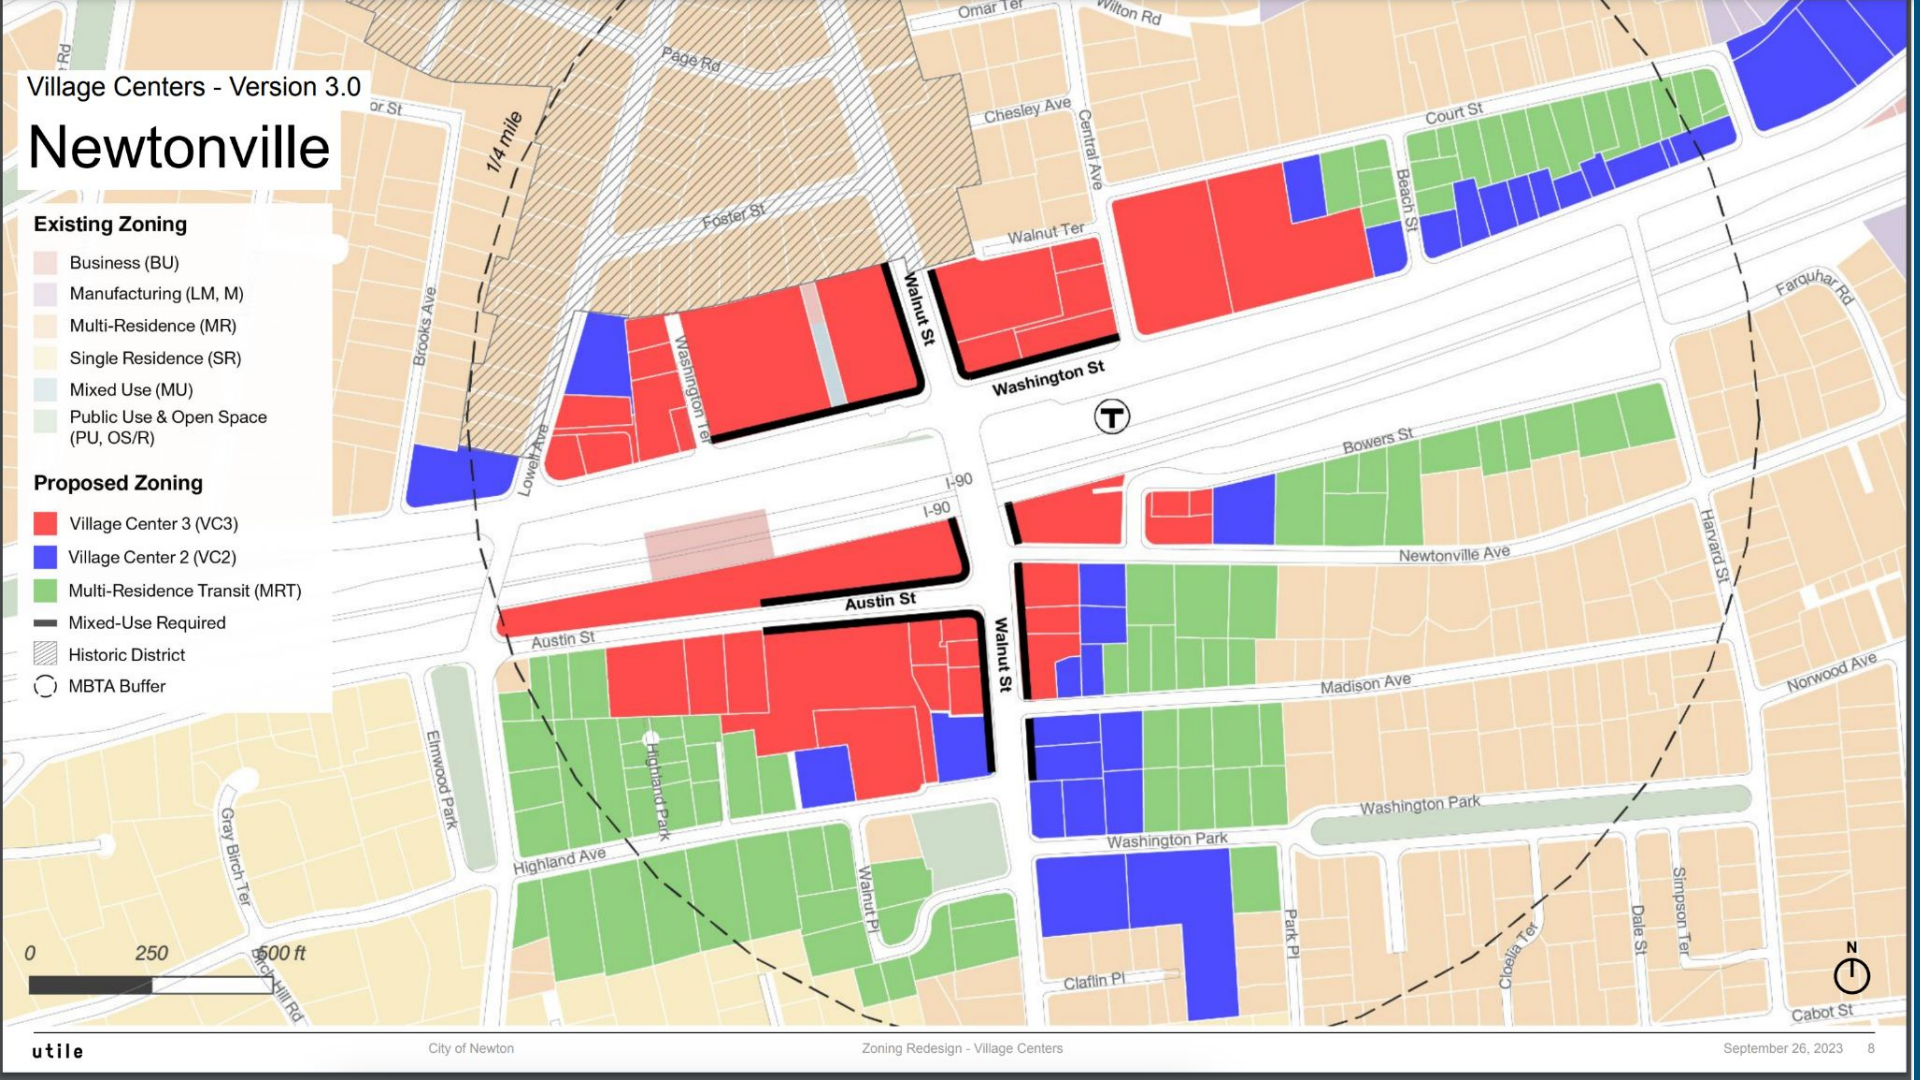 Village Centers - Version 3.0
Newtonville
Existing Zoning
Business (BU)
Manufacturing (LM, M)
Multi-Residence (MR)
Single Residence (SR)
Mixed Use (MU)
Public Use & Open Space
(PU, OS/R)
Proposed Zoning
Village Center 3 (VC3)
Village Center 2 (VC2)
Multi-Residence Transit (MRT)
Mixed-Use Required
Historic District
MBTA Buffer
0 250 500 ft
Rd
or St
1/4 mile
Page Rd
Omar Ter
Wilton Rd
Chesley Ave
Central Ave
Court St
Beach St
Foster St
Walnut Ter
Walnut St
Washington St
Washington Ter
Brooks Ave
Lowell Ave
Farquhar Rd
T
Bowers St
I-90
I-90
Newtonville Ave
Harvard St
Austin St
Austin St
Walnut St
Madison Ave
Norwood Ave
Elmwood Park
Highland Park
Highland Ave
Gray Birch Ter
Birch Hill Rd
Walnut Pl
Washington Park
Washington Park
Claflin Pl
Park Pl
Cloelia Ter
Dale St
Simpson Ter
Cabot St
N
utile
City of Newton
Zoning Redesign - Village Centers
September 26, 2023 8